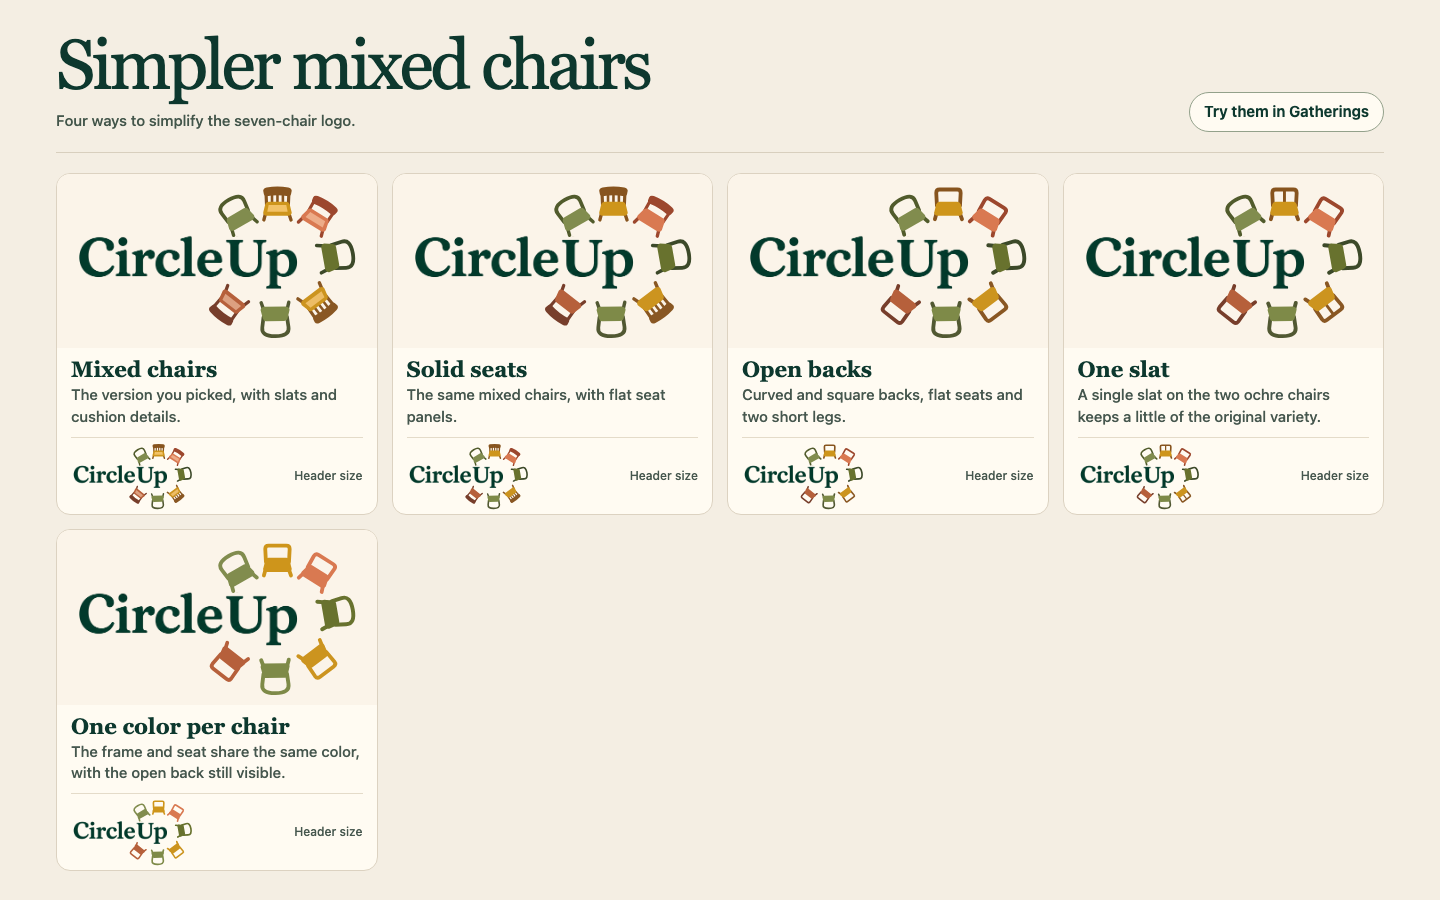 Simpler mixed chairs
Four ways to simplify the seven-chair logo.
Try them in Gatherings
CircleUp
Mixed chairs
The version you picked, with slats and
cushion details.
CircleUp
Header size
CircleUp
Solid seats
The same mixed chairs, with flat seat
panels.
CircleUp
Header size
CircleUp
Open backs
Curved and square backs, flat seats and
two short legs.
CircleUp
Header size
CircleUp
One slat
A single slat on the two ochre chairs
keeps a little of the original variety.
CircleUp
Header size
CircleUp
One color per chair
The frame and seat share the same color,
with the open back still visible.
CircleUp
Header size